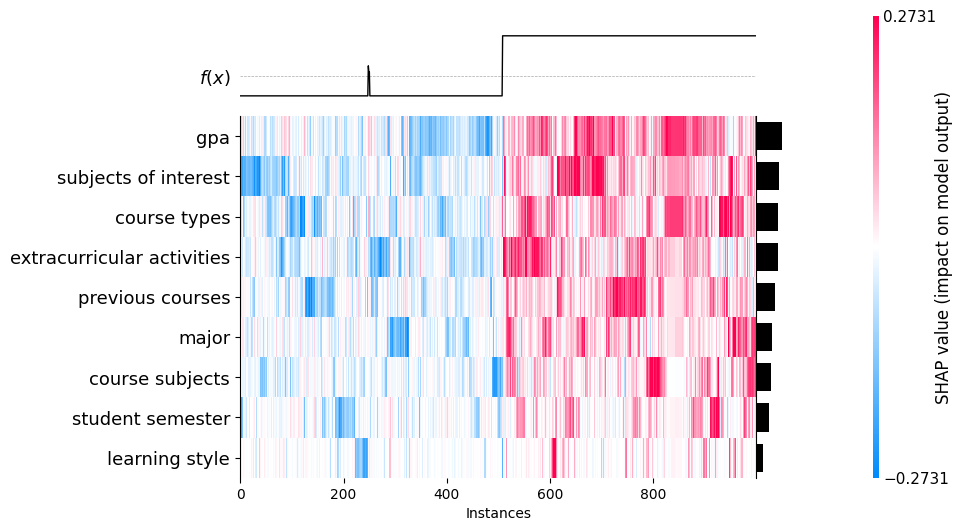 0.2731
f(x)
gpa
subjects of interest
course types
extracurricular activities
previous courses
major
course subjects
student semester
learning style
0 200 400 600 800
Instances
SHAP value (impact on model output)
−0.2731